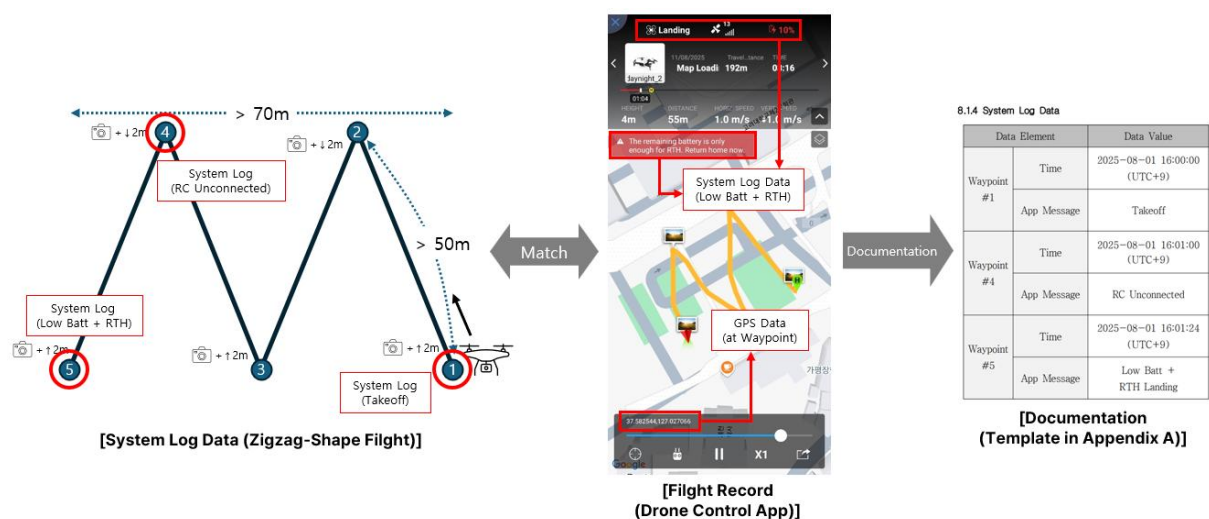 > 70m
4
2
+ ↓ 2m
+ ↓ 2m
System Log
(RC Unconnected)
> 50m
System Log
(Low Batt + RTH)
+ ↑ 2m
+ ↑ 2m
+ ↑ 2m
5
3
1
System Log
(Takeoff)
[System Log Data (Zigzag-Shape Filght)]
Match
Landing
13
10%
11/08/2025
TIME
daynight_2
Map Loadi
192m
01:04
HEIGHT
DISTANCE
4m
55m
1.0 m/s
The remaining battery is only
enough for RTH. Return home now.
System Log Data
(Low Batt + RTH)
GPS Data
(at Waypoint)
37.582544,127.027066
X1
Google
[Filght Record
(Drone Control App)]
Documentation
8.1.4 System Log Data
Data Element
Data Value
Waypoint
#1
Time
2025-08-01 16:00:00
(UTC+9)
App Message
Takeoff
Waypoint
#4
Time
2025-08-01 16:01:00
(UTC+9)
App Message
RC Unconnected
Waypoint
#5
Time
2025-08-01 16:01:24
(UTC+9)
App Message
Low Batt +
RTH Landing
[Documentation
(Template in Appendix A)]